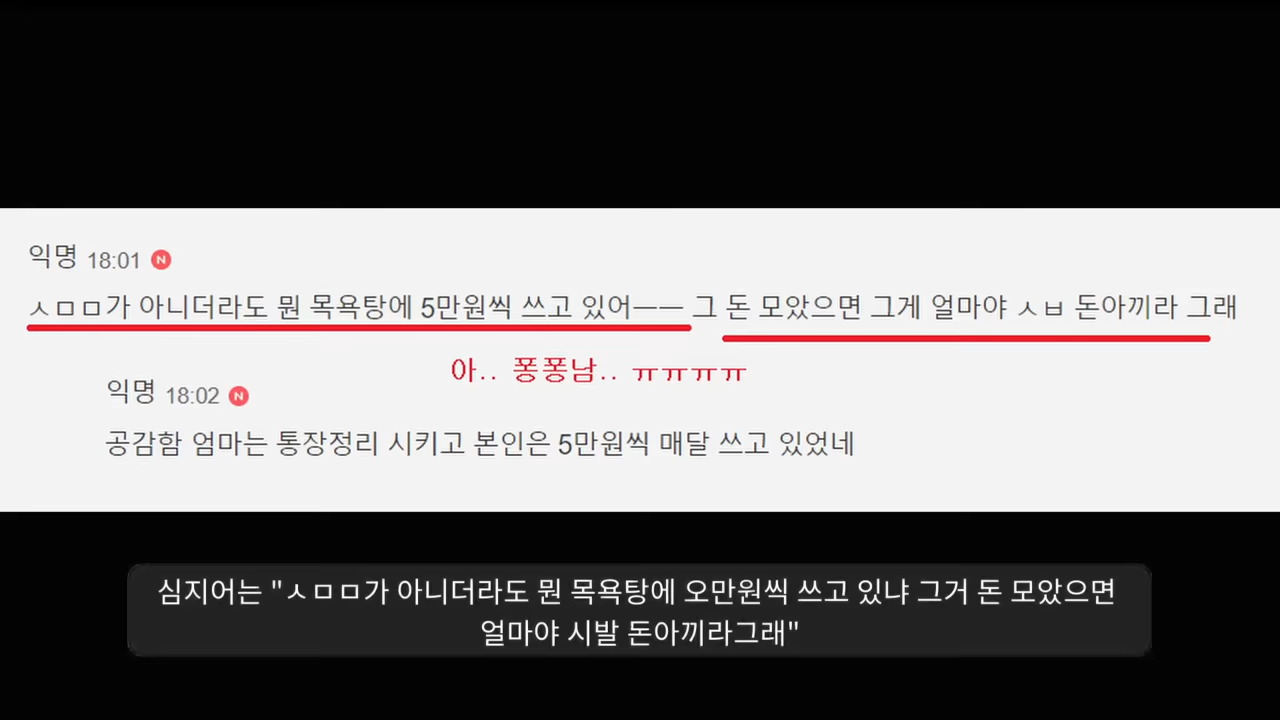 익명 18:01 N
ㅅㅁㅁ가 아니더라도 뭔 목욕탕에 5만원씩 쓰고 있어ㅡㅡ 그 돈 모았으면 그게 얼마야 ㅅㅂ 돈아끼라 그래
아.. 퐁퐁남.. ㅠㅠㅠㅠ
익명 18:02 N
공감함 엄마는 통장정리 시키고 본인은 5만원씩 매달 쓰고 있었네
심지어는 "ㅅㅁㅁ가 아니더라도 뭔 목욕탕에 오만원씩 쓰고 있냐 그거 돈 모았으면
얼마야 시발 돈아끼라그래"